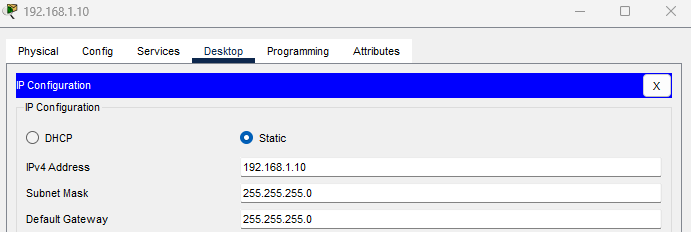 192.168.1.10
Physical Config Services Desktop Programming Attributes
IP Configuration X
IP Configuration
DHCP Static
IPv4 Address 192.168.1.10
Subnet Mask 255.255.255.0
Default Gateway 255.255.255.0